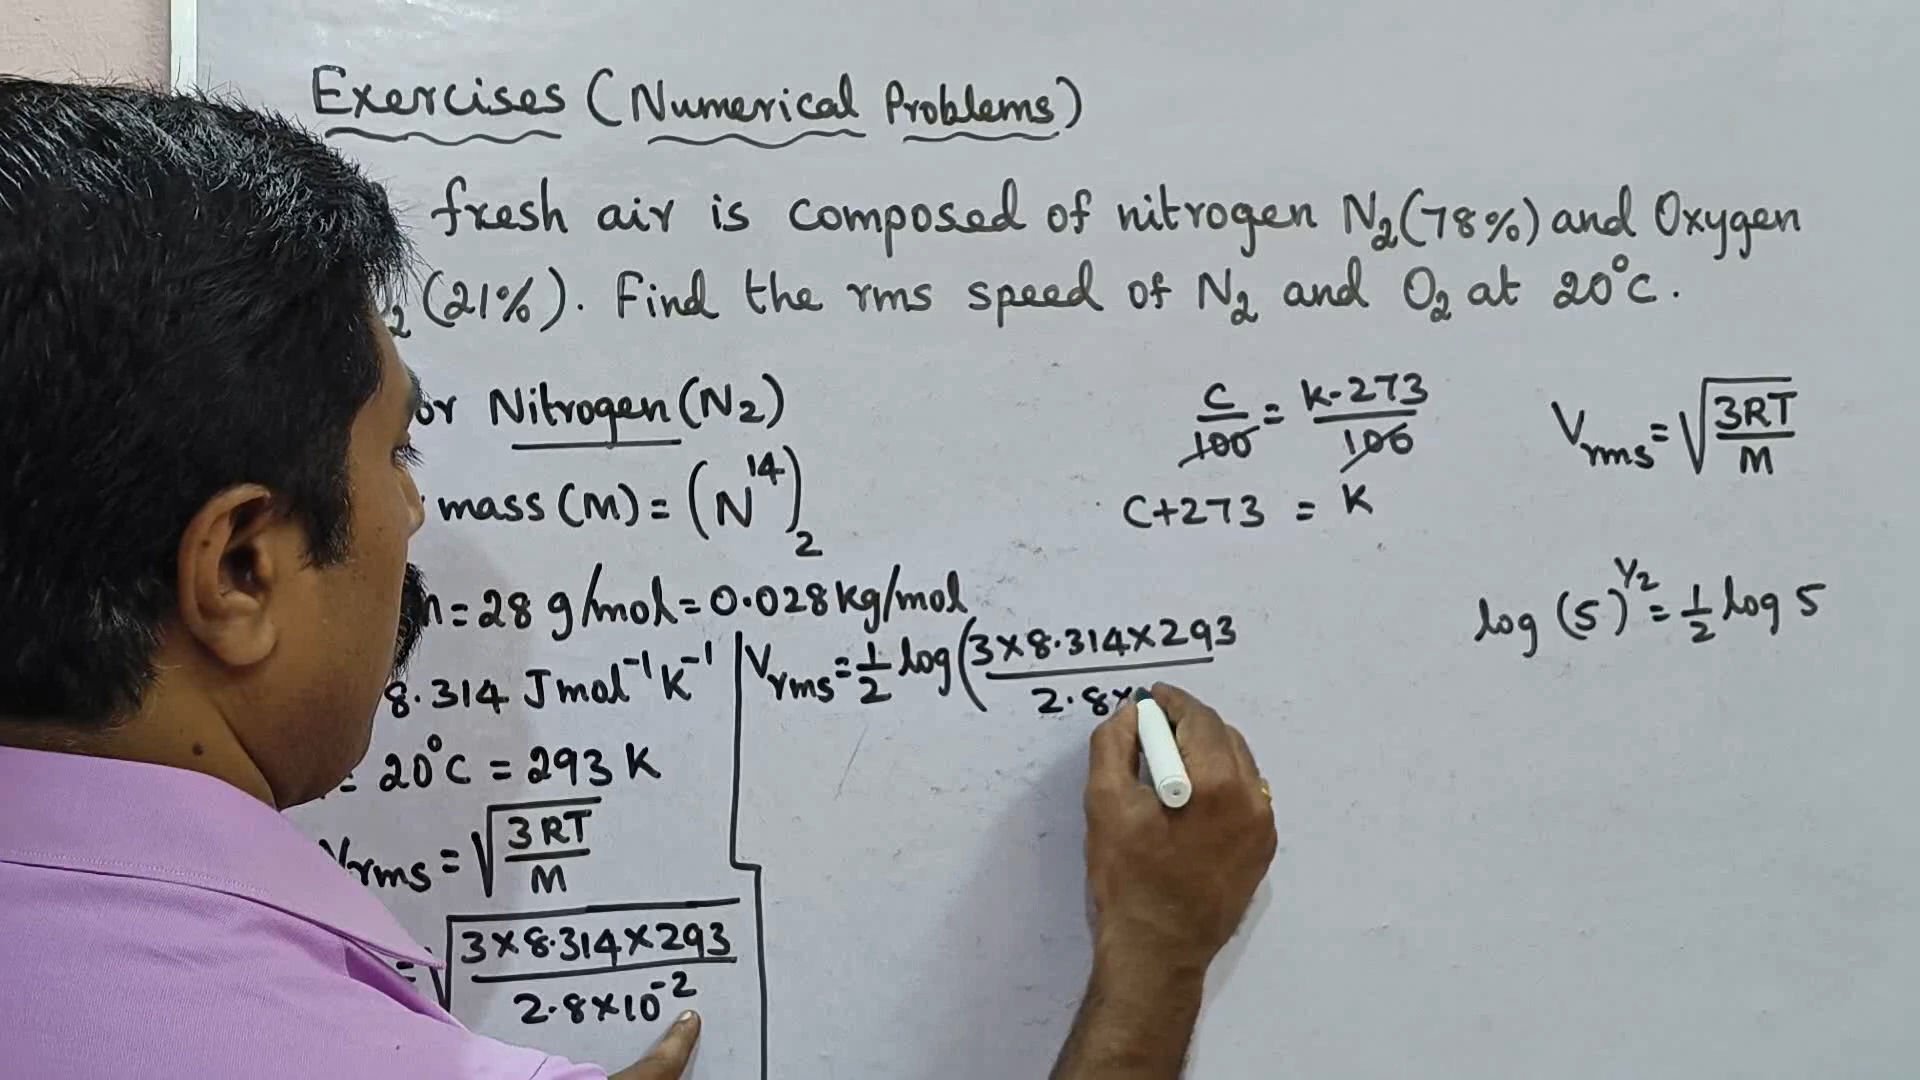 Exercises (Numerical Problems)
fresh air is composed of nitrogen N₂(78%) and Oxygen
₂ (21%). Find the rms speed of N₂ and O₂ at 20°C.
or Nitrogen (N₂)
mass (M) = (N¹⁴)₂
= 28 g/mol = 0.028 kg/mol
8.314 Jmol⁻¹K⁻¹
= 20°C = 293 K
Vrms = √(3RT/M)
= √(3×8.314×293/2.8×10⁻²)
Vrms = 1/2 log (3×8.314×293/2.8×
C/100 = K-273/100
C+273 = K
Vrms = √(3RT/M)
log (5)^1/2 = 1/2 log 5